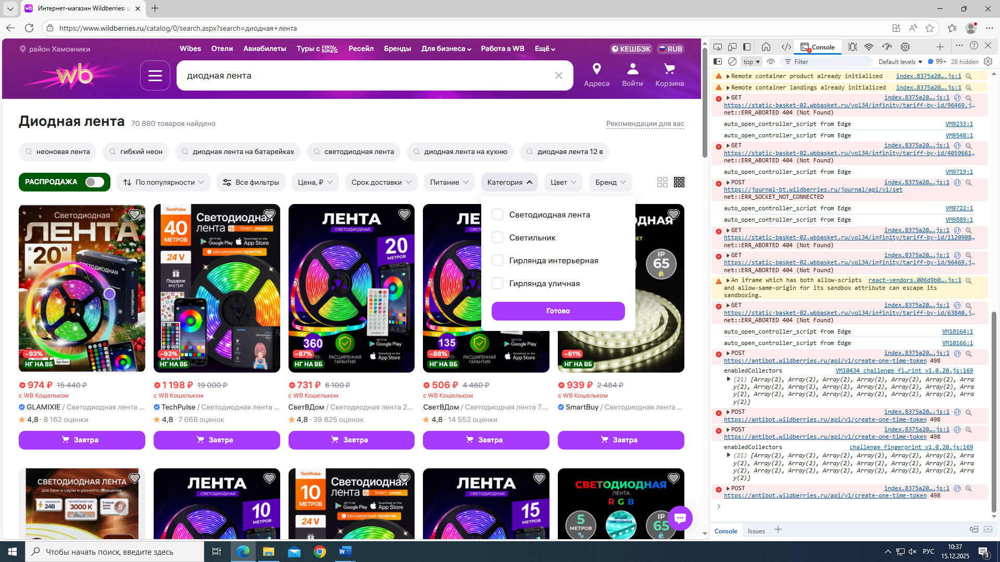 Интернет-магазин Wildberries: ш
https://www.wildberries.ru/catalog/0/search.aspx?search=диодная+лента
район Хамовники
Wibes Отели Авиабилеты Туры с FUN SUN Ресейл Бренды Для бизнеса Работа в WB Ещё
КЕШБЭК RUB
wb
диодная лента
Адреса Войти Корзина
Диодная лента 70 880 товаров найдено
Рекомендации для вас
неоновая лента гибкий неон диодная лента на батарейках светодиодная лента диодная лента на кухню диодная лента 12 в
РАСПРОДАЖА По популярности Все фильтры Цена, ₽ Срок доставки Питание Категория Цвет Бренд
Светодиодная лента
Светильник
Гирлянда интерьерная
Гирлянда уличная
Готово
Светодиодная
ЛЕНТА
20 М
СВЕТОДИОДНАЯ
App Store
-93%
НГ НА ВБ
TechPulse
40
МЕТРОВ
Светодиодная
лента Smart - умная
Google Play App Store
расширенная гарантия
24 V
Подарок
внутри
-93%
НГ НА ВБ
ЛЕНТА
СВЕТОДИОДНАЯ
20
МЕТРОВ
360
РАСШИРЕННАЯ
ГАРАНТИЯ
Google Play
App Store
-87%
НГ НА ВБ
135
РАСШИРЕННАЯ
ГАРАНТИЯ
Google Play
App Store
-88%
НГ НА ВБ
IP
65
-61%
НГ НА ВБ
974 ₽ 15 440 ₽
с WB Кошельком
GLAMIXIE / Светодиодная лента ...
4,8 · 8 162 оценки
Завтра
1 198 ₽ 19 000 ₽
с WB Кошельком
TechPulse / Светодиодная лента ...
4,8 · 7 668 оценок
Завтра
731 ₽ 6 100 ₽
с WB Кошельком
СветВДом / Светодиодная лента 2...
4,8 · 39 825 оценок
Завтра
506 ₽ 4 460 ₽
с WB Кошельком
СветВДом / Светодиодная лента 7....
4,8 · 14 552 оценки
Завтра
939 ₽ 2 484 ₽
с WB Кошельком
SmartBuy / Светодиодная лента ...
Завтра
СВЕТОДИОДНАЯ ЛЕНТА
для бани и сауны и уличного освещения
24В
ТЕПЛЫЙ БЕЛЫЙ СВЕТ
3000 К
5
ЛЕНТА
СВЕТОДИОДНАЯ
10
МЕТРОВ
TechPulse
10
МЕТРОВ
Светодиодная
лента Smart - умная
Google Play App Store
расширенная гарантия
24 V
ЛЕНТА
СВЕТОДИОДНАЯ
15
МЕТРОВ
СВЕТОДИОДНАЯ
ЛЕНТА
R G B
5
МЕТРОВ
ЯРКИЙ
СВЕТОДИОД
IP
65
Console
top Filter Default levels 99+ 28 hidden
Remote container product already initialized index.8375a20….js:1
Remote container landings already initialized index.8375a20….js:1
GET index.8375a20….js:1
https://static-basket-02.wbbasket.ru/vol34/infinity/tariff-by-id/96469.j…
net::ERR_ABORTED 404 (Not Found)
auto_open_controller_script from Edge VM9233:1
auto_open_controller_script from Edge VM9548:1
GET index.8375a20….js:1
https://static-basket-02.wbbasket.ru/vol34/infinity/tariff-by-id/4059661…
net::ERR_ABORTED 404 (Not Found)
auto_open_controller_script from Edge VM9719:1
POST index.8375a20….js:1
https://journal-bt.wildberries.ru/journal/api/v1/set
net::ERR_SOCKET_NOT_CONNECTED
auto_open_controller_script from Edge VM9722:1
auto_open_controller_script from Edge VM9889:1
GET index.8375a20….js:1
https://static-basket-02.wbbasket.ru/vol34/infinity/tariff-by-id/1120908…
net::ERR_ABORTED 404 (Not Found)
GET index.8375a20….js:1
https://static-basket-02.wbbasket.ru/vol34/infinity/tariff-by-id/96469.j…
net::ERR_ABORTED 404 (Not Found)
An iframe which has both allow-scripts react-vendors.006d9b0….js:1
and allow-same-origin for its sandbox attribute can escape its
sandboxing.
GET index.8375a20….js:1
https://static-basket-02.wbbasket.ru/vol34/infinity/tariff-by-id/63840.j…
net::ERR_ABORTED 404 (Not Found)
auto_open_controller_script from Edge VM10164:1
auto_open_controller_script from Edge VM10166:1
POST index.8375a20….js:1
https://antibot.wildberries.ru/api/v1/create-one-time-token 498
enabledCollectors VM10434 challenge_fi…rint_v1.0.20.js:169
(21) [Array(2), Array(2), Array(2), Array(2), Array(2), Array(2), Arra
y(2), Array(2), Array(2), Array(2), Array(2), Array(2), Array(2), Arra
y(2), Array(2), Array(2), Array(2), Array(2), Array(2), Array(2), Arra
y(2)]
POST index.8375a20….js:1
https://antibot.wildberries.ru/api/v1/create-one-time-token 498
POST index.8375a20….js:1
https://antibot.wildberries.ru/api/v1/create-one-time-token 498
enabledCollectors challenge_fingerprint_v1.0.20.js:169
(21) [Array(2), Array(2), Array(2), Array(2), Array(2), Array(2), Arra
y(2), Array(2), Array(2), Array(2), Array(2), Array(2), Array(2), Arra
y(2), Array(2), Array(2), Array(2), Array(2), Array(2), Array(2), Arra
y(2)]
POST index.8375a20….js:1
https://antibot.wildberries.ru/api/v1/create-one-time-token 498
Console Issues
Чтобы начать поиск, введите здесь
РУС
10:37
15.12.2025
3